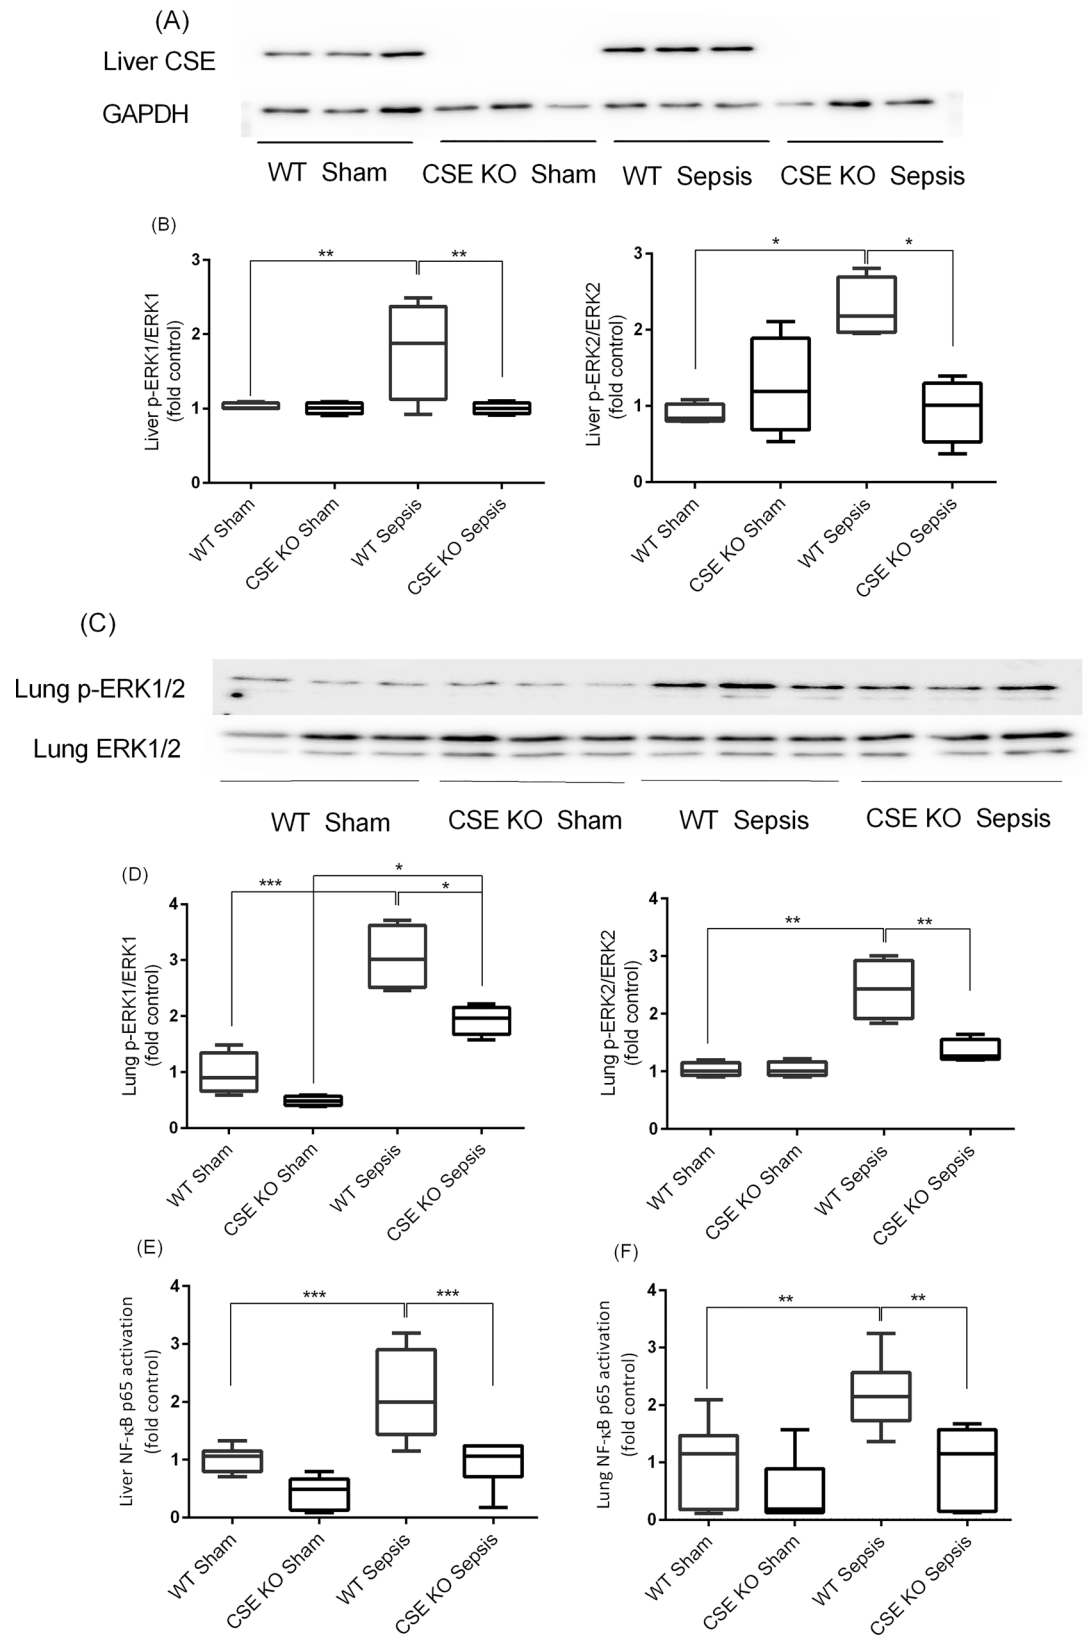 (A)
Liver CSE
GAPDH
WT Sham CSE KO Sham WT Sepsis CSE KO Sepsis
(B)
Liver p-ERK1/ERK1
(fold control)
3
2
1
0
** **
WT Sham
CSE KO Sham
WT Sepsis
CSE KO Sepsis
Liver p-ERK2/ERK2
(fold control)
3
2
1
0
* *
WT Sham
CSE KO Sham
WT Sepsis
CSE KO Sepsis
(C)
Lung p-ERK1/2
Lung ERK1/2
WT Sham CSE KO Sham WT Sepsis CSE KO Sepsis
(D)
Lung p-ERK1/ERK1
(fold control)
4
3
2
1
0
*
*** *
WT Sham
CSE KO Sham
WT Sepsis
CSE KO Sepsis
Lung p-ERK2/ERK2
(fold control)
4
3
2
1
0
** **
WT Sham
CSE KO Sham
WT Sepsis
CSE KO Sepsis
(E)
Liver NF-κB p65 activation
(fold control)
4
3
2
1
0
*** ***
WT Sham
CSE KO Sham
WT Sepsis
CSE KO Sepsis
(F)
Lung NF-κB p65 activation
(fold control)
4
3
2
1
0
** **
WT Sham
CSE KO Sham
WT Sepsis
CSE KO Sepsis